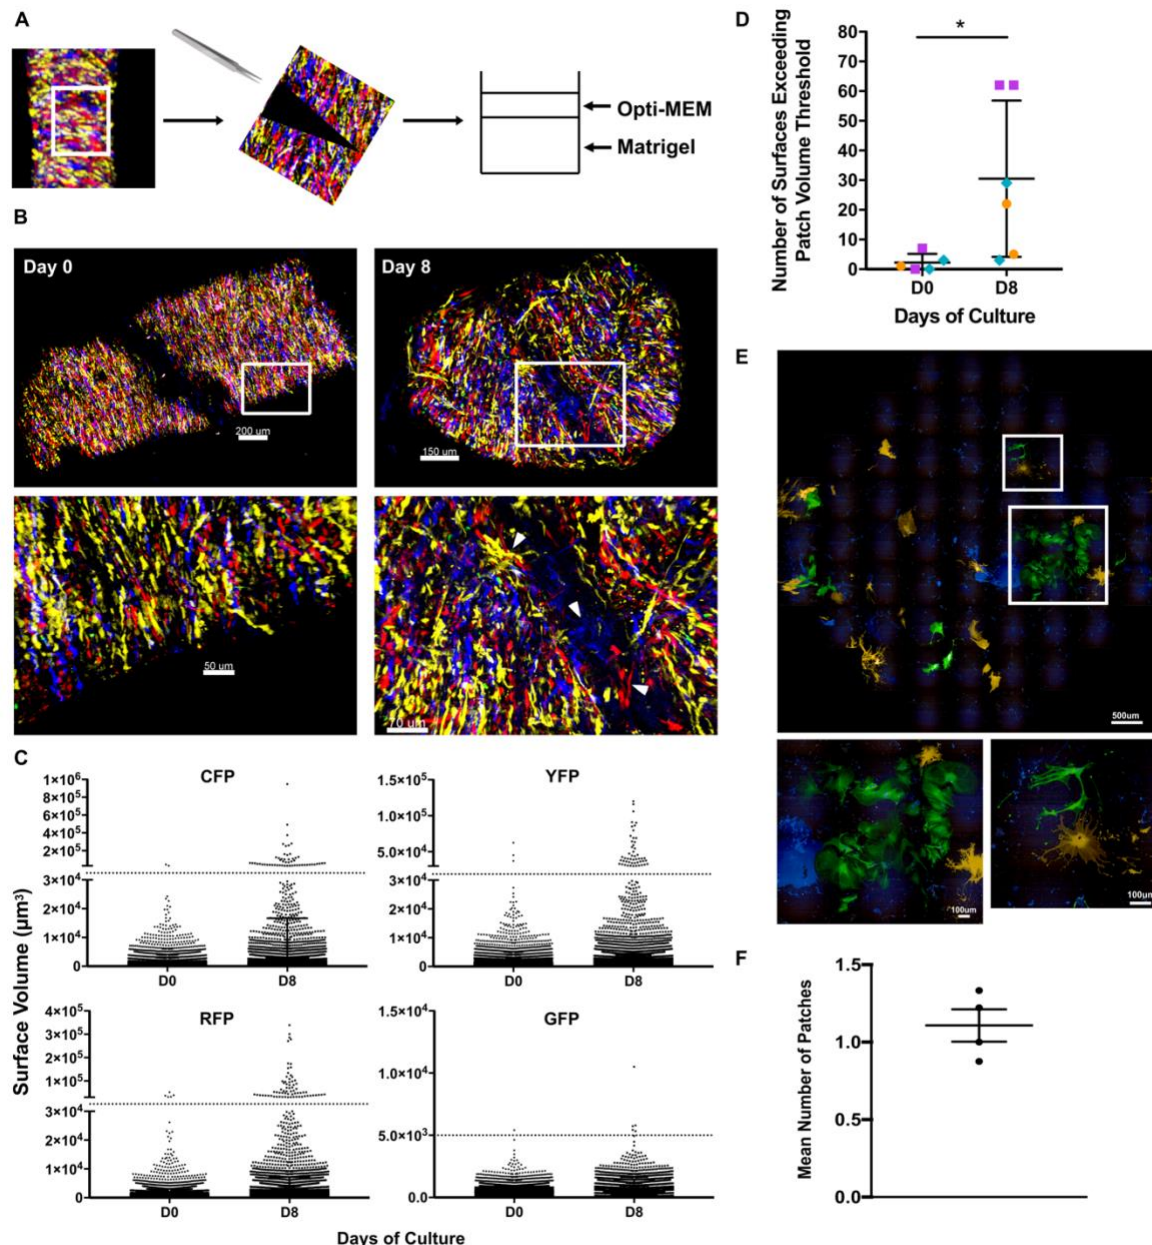 A
Opti-MEM
Matrigel
B
Day 0
200 um
Day 8
150 um
50 um
70 um
C
CFP
1×10⁶
8×10⁵
6×10⁵
4×10⁵
2×10⁵
3×10⁴
2×10⁴
1×10⁴
0
D0
D8
YFP
1.5×10⁵
1.0×10⁵
5.0×10⁴
3×10⁴
2×10⁴
1×10⁴
0
D0
D8
RFP
4×10⁵
3×10⁵
2×10⁵
1×10⁵
3×10⁴
2×10⁴
1×10⁴
0
D0
D8
GFP
1.5×10⁴
1.0×10⁴
5.0×10³
0.0
D0
D8
Surface Volume (µm³)
Days of Culture
D
*
Number of Surfaces Exceeding
Patch Volume Threshold
80
70
60
50
40
30
20
10
0
D0
D8
Days of Culture
E
500um
100um
100um
F
Mean Number of Patches
1.5
1.0
0.5
0.0